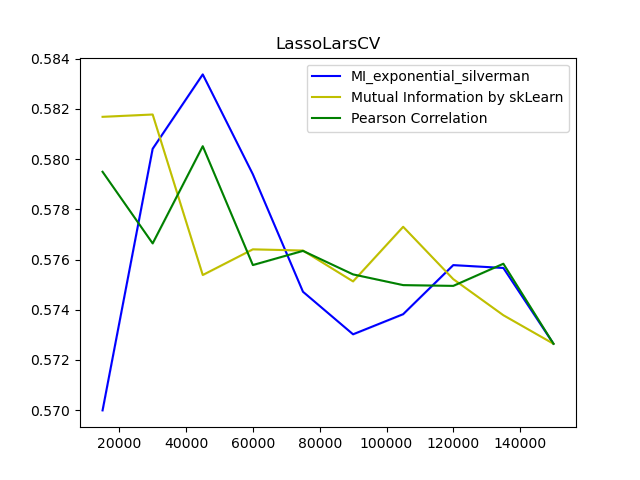 LassoLarsCV
0.584
0.582
0.580
0.578
0.576
0.574
0.572
0.570
MI_exponential_silverman
Mutual Information by skLearn
Pearson Correlation
20000 40000 60000 80000 100000 120000 140000